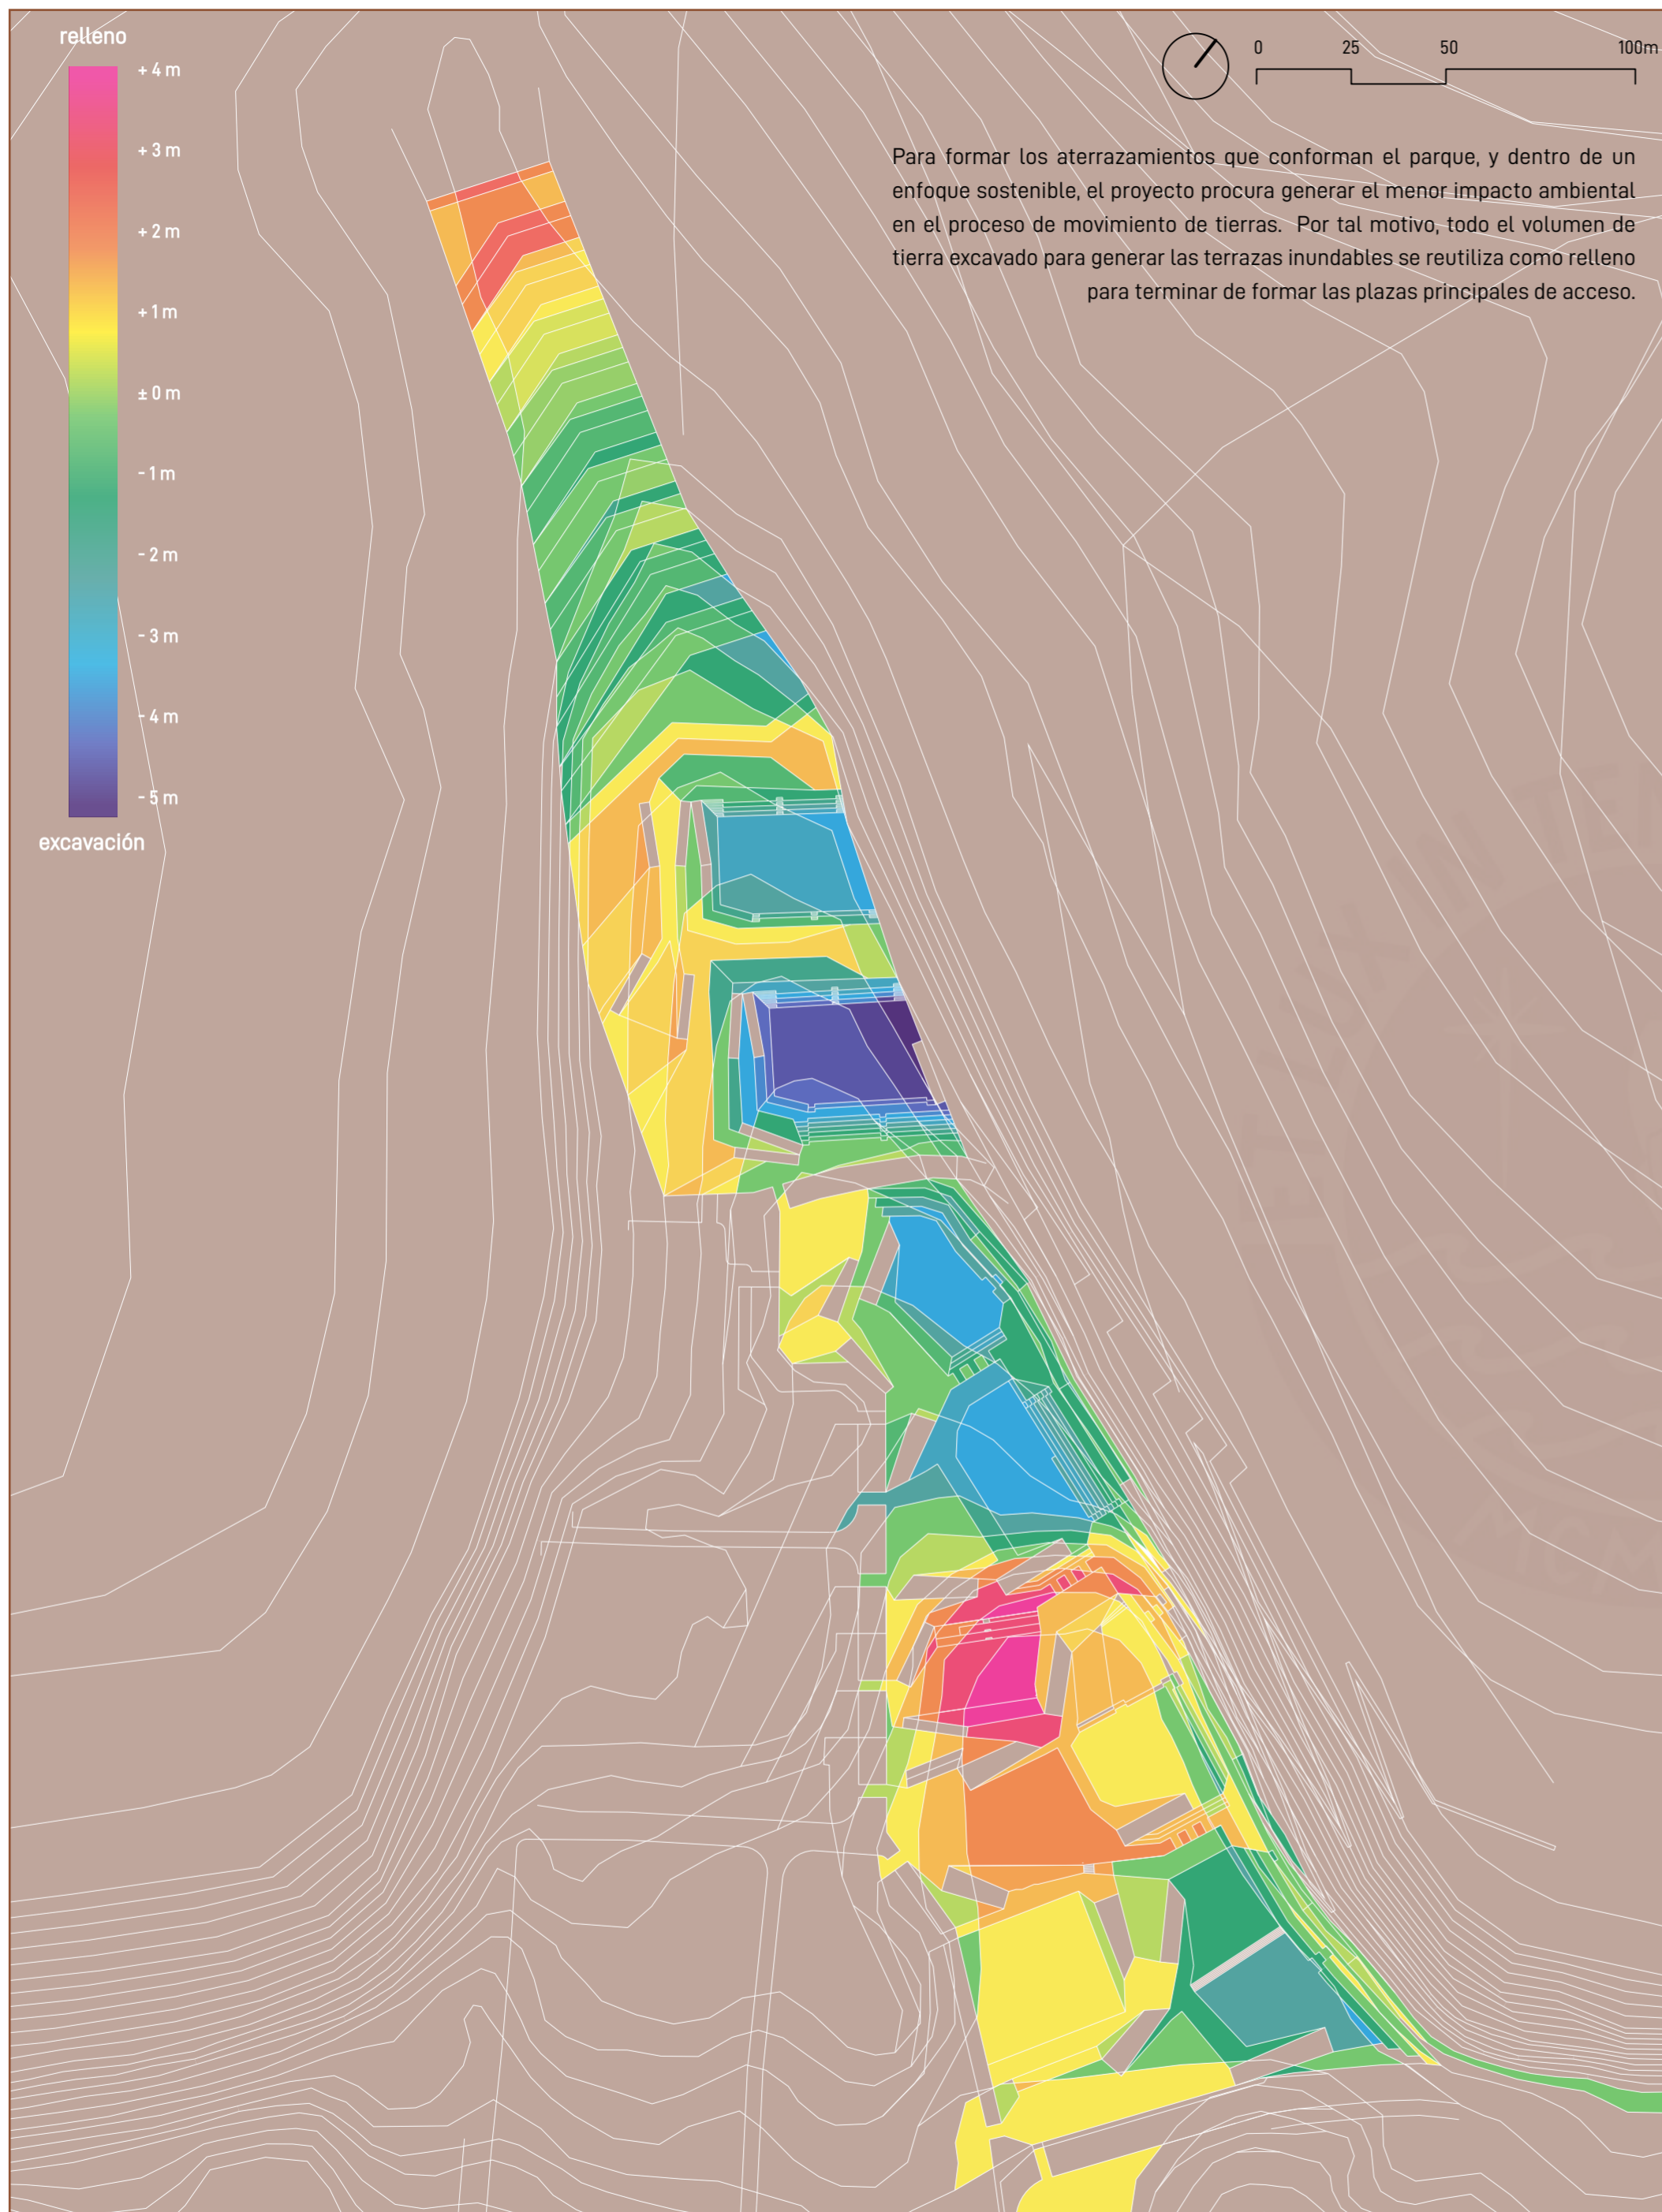 relleno
+ 4 m
+ 3 m
+ 2 m
+ 1 m
± 0 m
- 1 m
- 2 m
- 3 m
- 4 m
- 5 m
excavación
0 25 50 100m
Para formar los aterrazamientos que conforman el parque, y dentro de un
enfoque sostenible, el proyecto procura generar el menor impacto ambiental
en el proceso de movimiento de tierras. Por tal motivo, todo el volumen de
tierra excavado para generar las terrazas inundables se reutiliza como relleno
para terminar de formar las plazas principales de acceso.